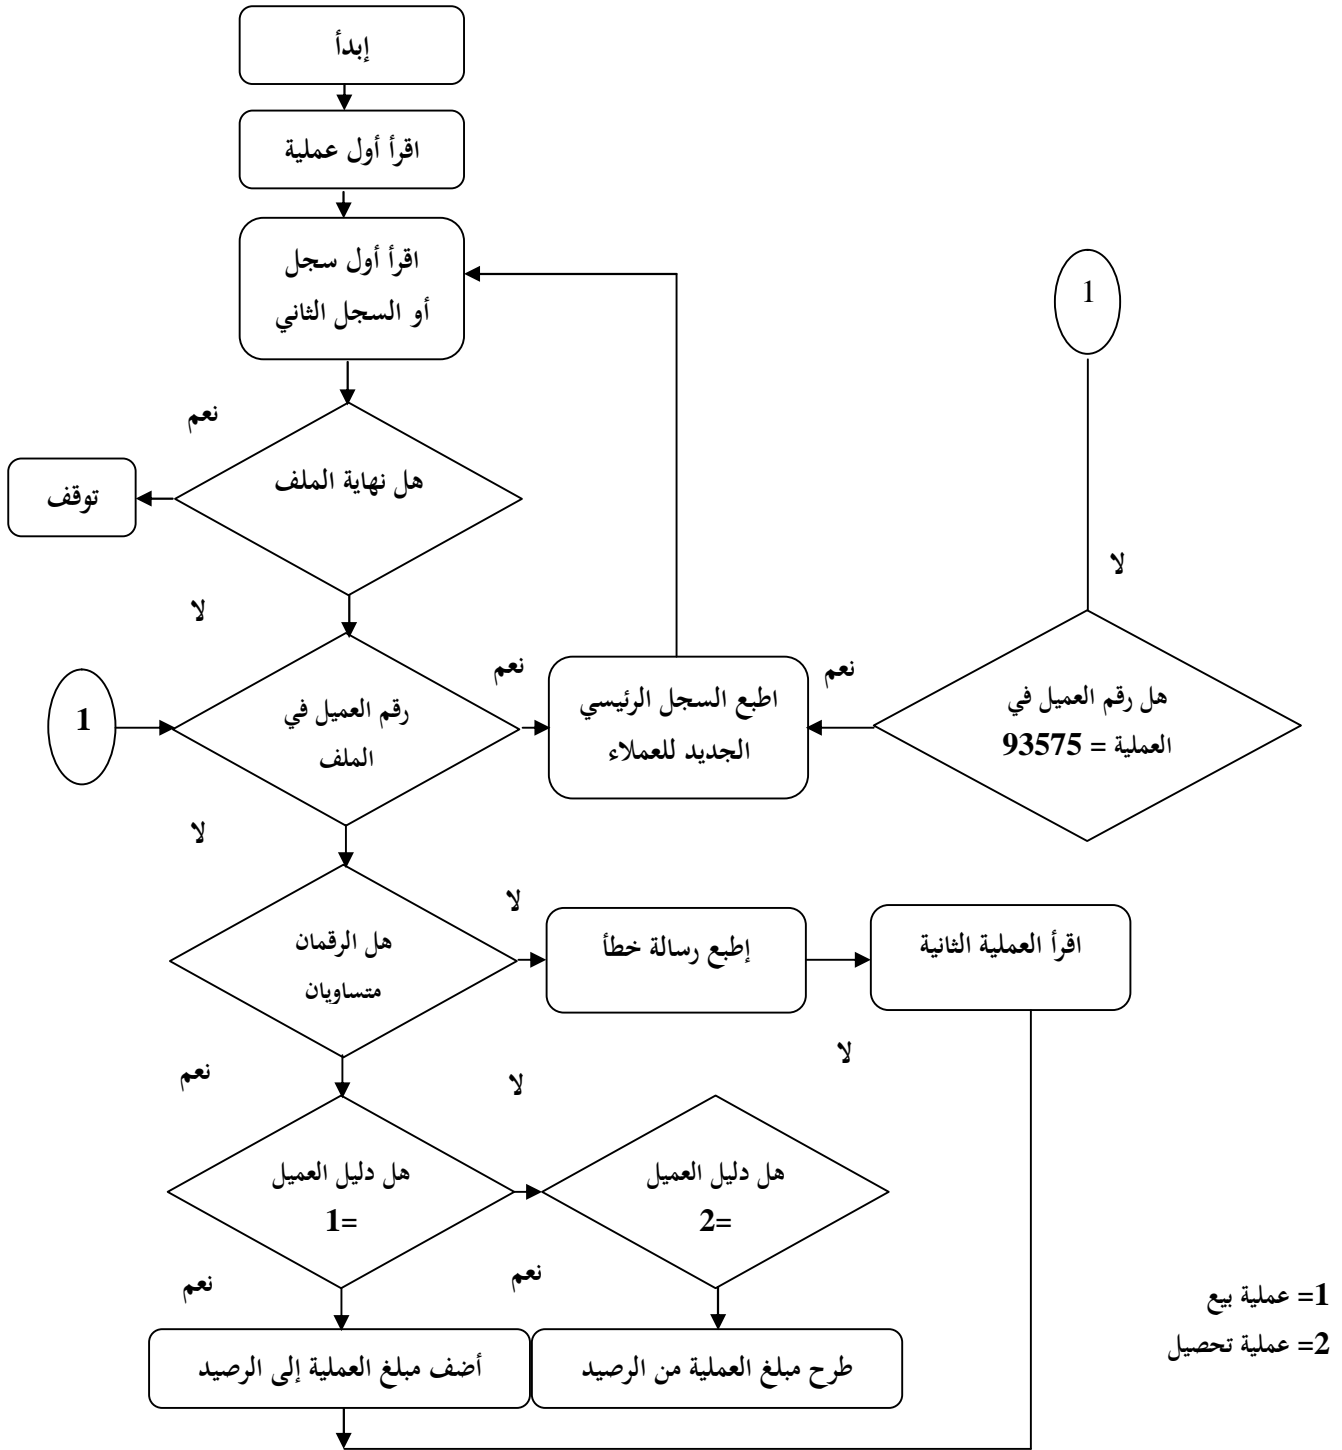 إبدأ
اقرأ أول عملية
اقرأ أول سجل
أو السجل الثاني
1
نعم
هل نهاية الملف
توقف
لا
لا
1
رقم العميل في
الملف
نعم
اطبع السجل الرئيسي
الجديد للعملاء
نعم
هل رقم العميل في
العملية = 93575
لا
هل الرقمان
متساويان
لا
إطبع رسالة خطأ
اقرأ العملية الثانية
نعم
لا
لا
هل دليل العميل
=1
هل دليل العميل
=2
نعم
نعم
1= عملية بيع
2= عملية تحصيل
أضف مبلغ العملية إلى الرصيد
طرح مبلغ العملية من الرصيد